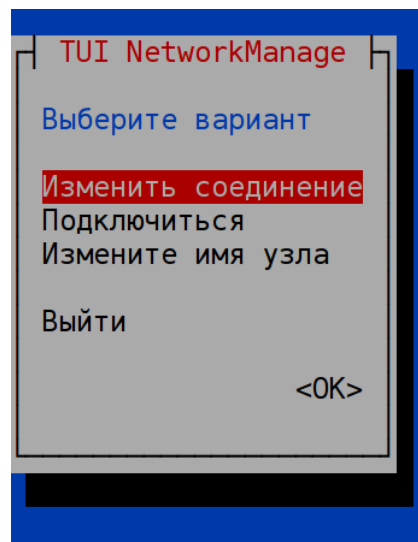 TUI NetworkManage
Выберите вариант
Изменить соединение
Подключиться
Измените имя узла
Выйти
<OK>